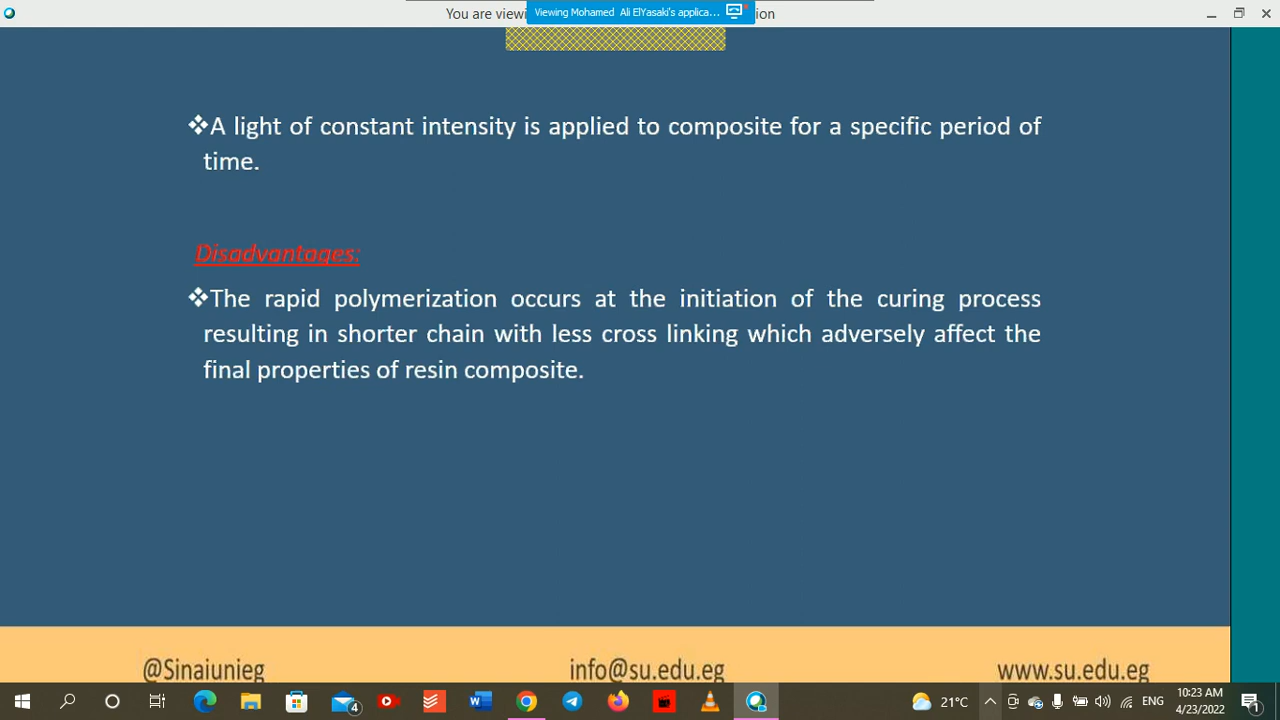 You are viewi
Viewing Mohamed Ali ElYasaki's applica...
ion
❖A light of constant intensity is applied to composite for a specific period of
time.
Disadvantages:
❖The rapid polymerization occurs at the initiation of the curing process
resulting in shorter chain with less cross linking which adversely affect the
final properties of resin composite.
@Sinaiunieg
info@su.edu.eg
www.su.edu.eg
4
21°C
ENG
10:23 AM
4/23/2022
1